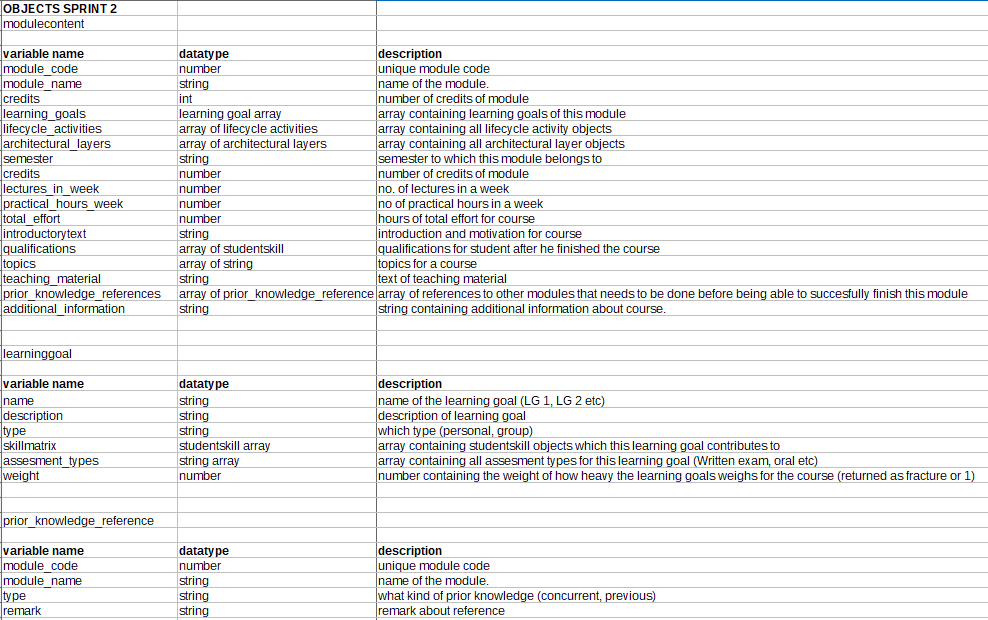 OBJECTS SPRINT 2
modulecontent
variable name datatype description
module_code number unique module code
module_name string name of the module.
credits int number of credits of module
learning_goals learning goal array array containing learning goals of this module
lifecycle_activities array of lifecycle activities array containing all lifecycle activity objects
architectural_layers array of architectural layers array containing all architectural layer objects
semester string semester to which this module belongs to
credits number number of credits of module
lectures_in_week number no. of lectures in a week
practical_hours_week number no of practical hours in a week
total_effort number hours of total effort for course
introductorytext string introduction and motivation for course
qualifications array of studentskill qualifications for student after he finished the course
topics array of string topics for a course
teaching_material string text of teaching material
prior_knowledge_references array of prior_knowledge_reference array of references to other modules that needs to be done before being able to succesfully finish this module
additional_information string string containing additional information about course.
learninggoal
variable name datatype description
name string name of the learning goal (LG 1, LG 2 etc)
description string description of learning goal
type string which type (personal, group)
skillmatrix studentskill array array containing studentskill objects which this learning goal contributes to
assesment_types string array array containing all assesment types for this learning goal (Written exam, oral etc)
weight number number containing the weight of how heavy the learning goals weighs for the course (returned as fracture or 1)
prior_knowledge_reference
variable name datatype description
module_code number unique module code
module_name string name of the module.
type string what kind of prior knowledge (concurrent, previous)
remark string remark about reference